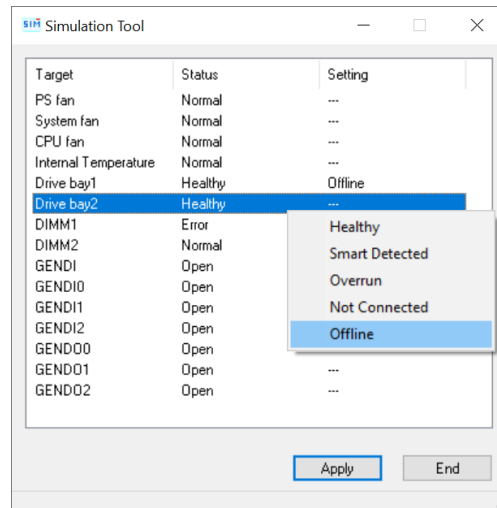 SIM Simulation Tool
Target Status Setting
PS fan Normal ---
System fan Normal ---
CPU fan Normal ---
Internal Temperature Normal ---
Drive bay1 Healthy Offline
Drive bay2 Healthy ---
DIMM1 Error
DIMM2 Normal
GENDI Open
GENDI0 Open
GENDI1 Open
GENDI2 Open
GENDO0 Open
GENDO1 Open ---
GENDO2 Open ---
Healthy
Smart Detected
Overrun
Not Connected
Offline
Apply End